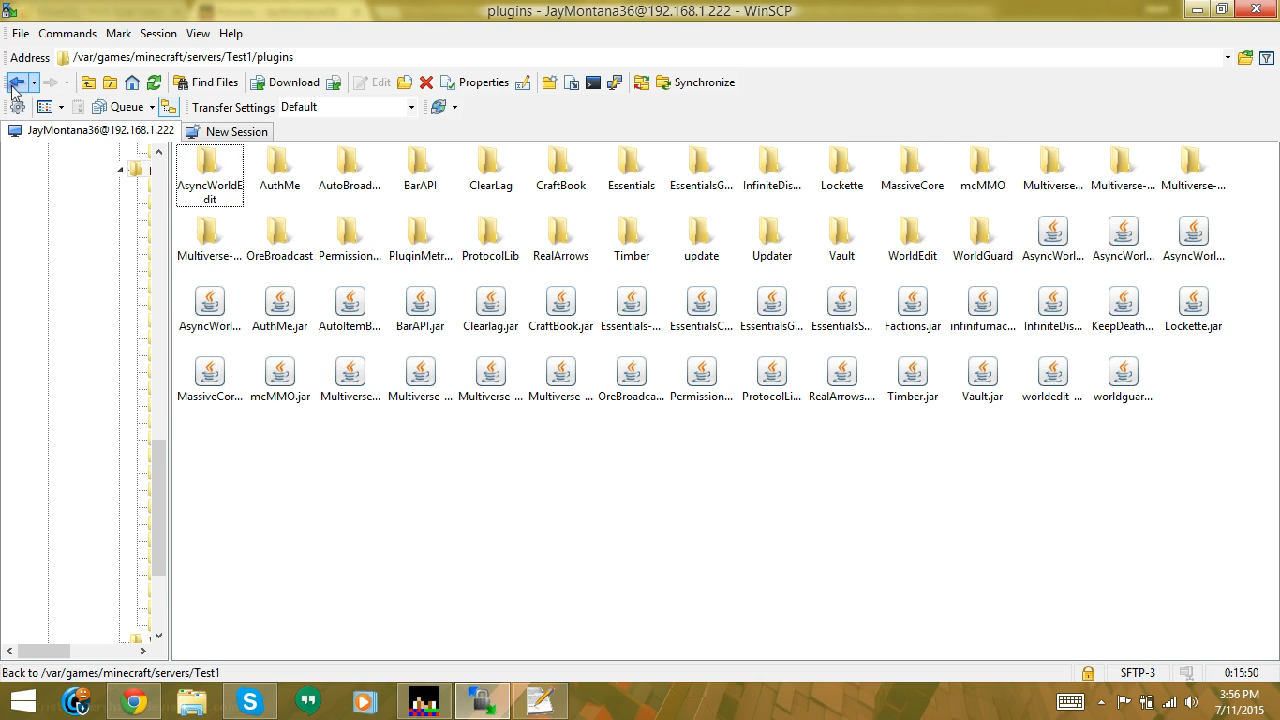 plugins - JayMontana36@192.168.1.222 - WinSCP
File Commands Mark Session View Help
Address /var/games/minecraft/servers/Test1/plugins
Find Files Download Edit Properties Synchronize
Queue Transfer Settings Default
JayMontana36@192.168.1.222 New Session
AsyncWorldE AuthMe AutoBroad... BarAPI ClearLag CraftBook Essentials EssentialsG... InfiniteDis... Lockette MassiveCore mcMMO Multiverse... Multiverse-... Multiverse-...
dit
Multiverse-... OreBroadcast Permission... PluginMetr... ProtocolLib RealArrows Timber update Updater Vault WorldEdit WorldGuard AsyncWorl... AsyncWorl... AsyncWorl...
AsyncWorl... AuthMe.jar AutoItemB... BarAPI.jar Clearlag.jar CraftBook.jar Essentials-... EssentialsC... EssentialsG... EssentialsS... Factions.jar infinifurnac... InfiniteDis... KeepDeath... Lockette.jar
MassiveCor... mcMMO.jar Multiverse... Multiverse-... Multiverse-... Multiverse-... OreBroadca... Permission... ProtocolLi... RealArrows.... Timber.jar Vault.jar worldedit-... worldguar...
Back to /var/games/minecraft/servers/Test1 SFTP-3 0:15:50
3:56 PM
7/11/2015